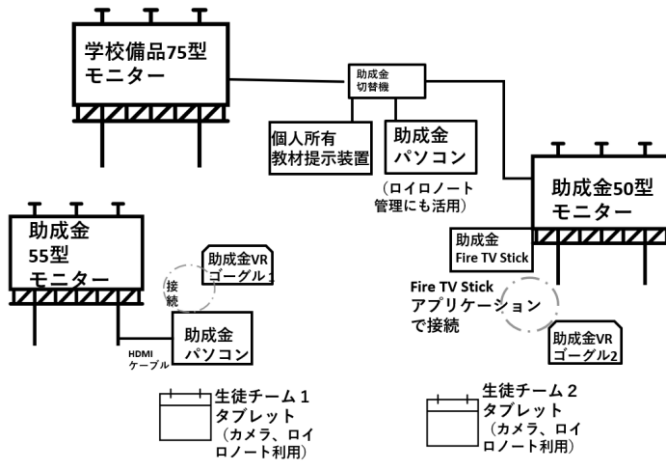 学校備品75型
モニター
助成金
切替機
個人所有
教材提示装置
助成金
パソコン
（ロイロノート
管理にも活用）
助成金50型
モニター
助成金
Fire TV Stick
Fire TV Stick
アプリケーション
で接続
助成金VR
ゴーグル2
助成金
55型
モニター
助成金VR
ゴーグル1
接
続
HDMI
ケーブル
助成金
パソコン
生徒チーム１
タブレット
（カメラ、ロイ
ロノート利用）
生徒チーム２
タブレット
（カメラ、ロイ
ロノート利用）